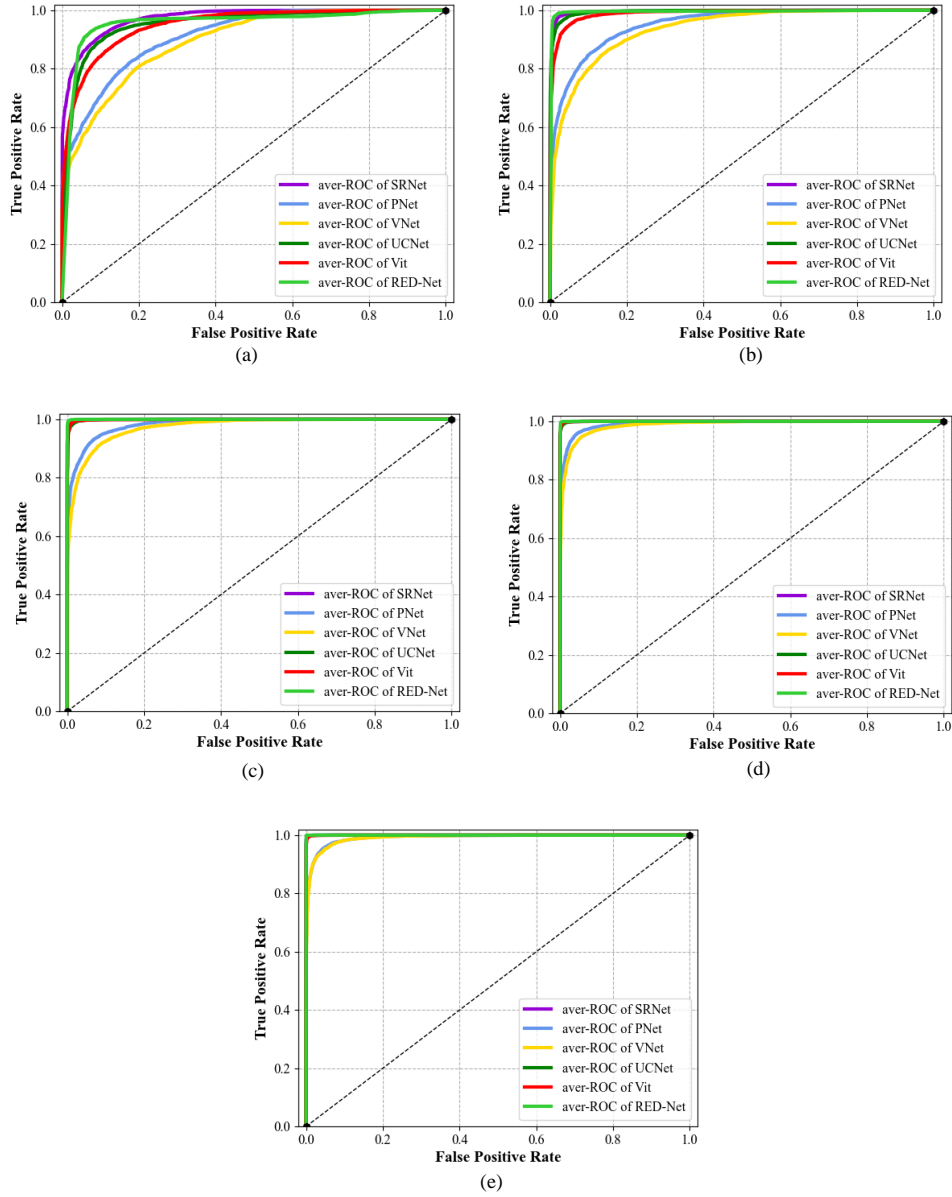 1.0
0.8
0.6
0.4
0.2
0.0
True Positive Rate
aver-ROC of SRNet
aver-ROC of PNet
aver-ROC of VNet
aver-ROC of UCNet
aver-ROC of Vit
aver-ROC of RED-Net
0.0 0.2 0.4 0.6 0.8 1.0
False Positive Rate
(a)
1.0
0.8
0.6
0.4
0.2
0.0
True Positive Rate
aver-ROC of SRNet
aver-ROC of PNet
aver-ROC of VNet
aver-ROC of UCNet
aver-ROC of Vit
aver-ROC of RED-Net
0.0 0.2 0.4 0.6 0.8 1.0
False Positive Rate
(b)
1.0
0.8
0.6
0.4
0.2
0.0
True Positive Rate
aver-ROC of SRNet
aver-ROC of PNet
aver-ROC of VNet
aver-ROC of UCNet
aver-ROC of Vit
aver-ROC of RED-Net
0.0 0.2 0.4 0.6 0.8 1.0
False Positive Rate
(c)
1.0
0.8
0.6
0.4
0.2
0.0
True Positive Rate
aver-ROC of SRNet
aver-ROC of PNet
aver-ROC of VNet
aver-ROC of UCNet
aver-ROC of Vit
aver-ROC of RED-Net
0.0 0.2 0.4 0.6 0.8 1.0
False Positive Rate
(d)
1.0
0.8
0.6
0.4
0.2
0.0
True Positive Rate
aver-ROC of SRNet
aver-ROC of PNet
aver-ROC of VNet
aver-ROC of UCNet
aver-ROC of Vit
aver-ROC of RED-Net
0.0 0.2 0.4 0.6 0.8 1.0
False Positive Rate
(e)